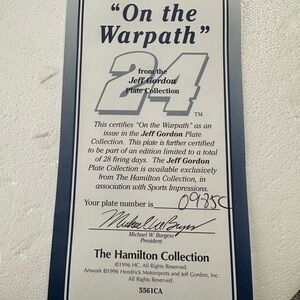 "On the
Warpath"
24
TM
from the
Jeff Gordon
Plate Collection
This certifies "On the Warpath" as an
issue in the Jeff Gordon Plate
Collection. This plate is further certified
to be part of an edition limited to a total
of 28 firing days. The Jeff Gordon
Plate Collection is available exclusively
from The Hamilton Collection, in
association with Sports Impressions.
Your plate number is
Michael W. Burgess
President
The Hamilton Collection
©1996 HC. All Rights Reserved.
Artwork ©1996 Hendrick Motorsports and Jeff Gordon, Inc.
All Rights Reserved.
5561CA